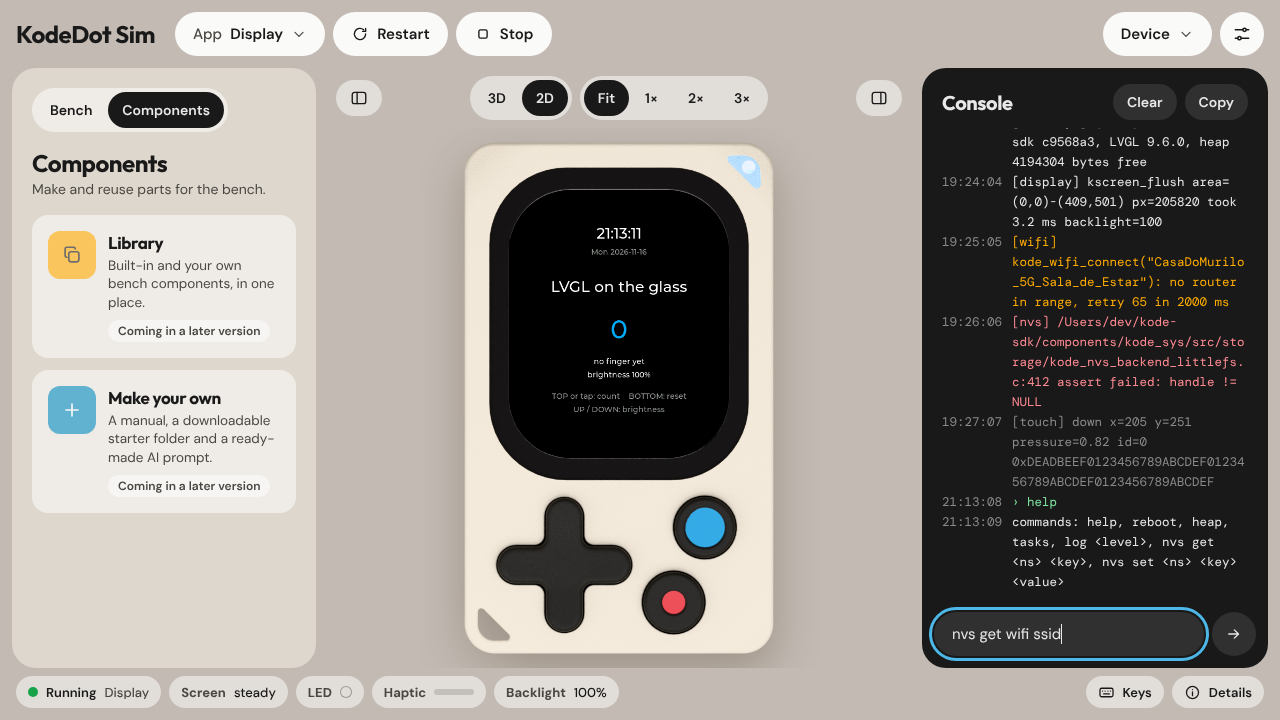 KodeDot Sim
App Display
Restart
Stop
Device
Bench
Components
Components
Make and reuse parts for the bench.
Library
Built-in and your own
bench components, in one
place.
Coming in a later version
Make your own
A manual, a downloadable
starter folder and a ready-
made AI prompt.
Coming in a later version
3D
2D
Fit
1×
2×
3×
21:13:11
Mon 2026-11-16
LVGL on the glass
0
no finger yet
brightness 100%
TOP or tap: count BOTTOM: reset
UP / DOWN: brightness
Console
Clear
Copy
sdk c9568a3, LVGL 9.6.0, heap
4194304 bytes free
19:24:04 [display] kscreen_flush area=
(0,0)-(409,501) px=205820 took
3.2 ms backlight=100
19:25:05 [wifi]
kode_wifi_connect("CasaDoMurilo
_5G_Sala_de_Estar"): no router
in range, retry 65 in 2000 ms
19:26:06 [nvs] /Users/dev/kode-
sdk/components/kode_sys/src/sto
rage/kode_nvs_backend_littlefs.
c:412 assert failed: handle !=
NULL
19:27:07 [touch] down x=205 y=251
pressure=0.82 id=0
0xDEADBEEF0123456789ABCDEF01234
56789ABCDEF0123456789ABCDEF
21:13:08 › help
21:13:09 commands: help, reboot, heap,
tasks, log <level>, nvs get
<ns> <key>, nvs set <ns> <key>
<value>
nvs get wifi ssid
Running Display
Screen steady
LED
Haptic
Backlight 100%
Keys
Details